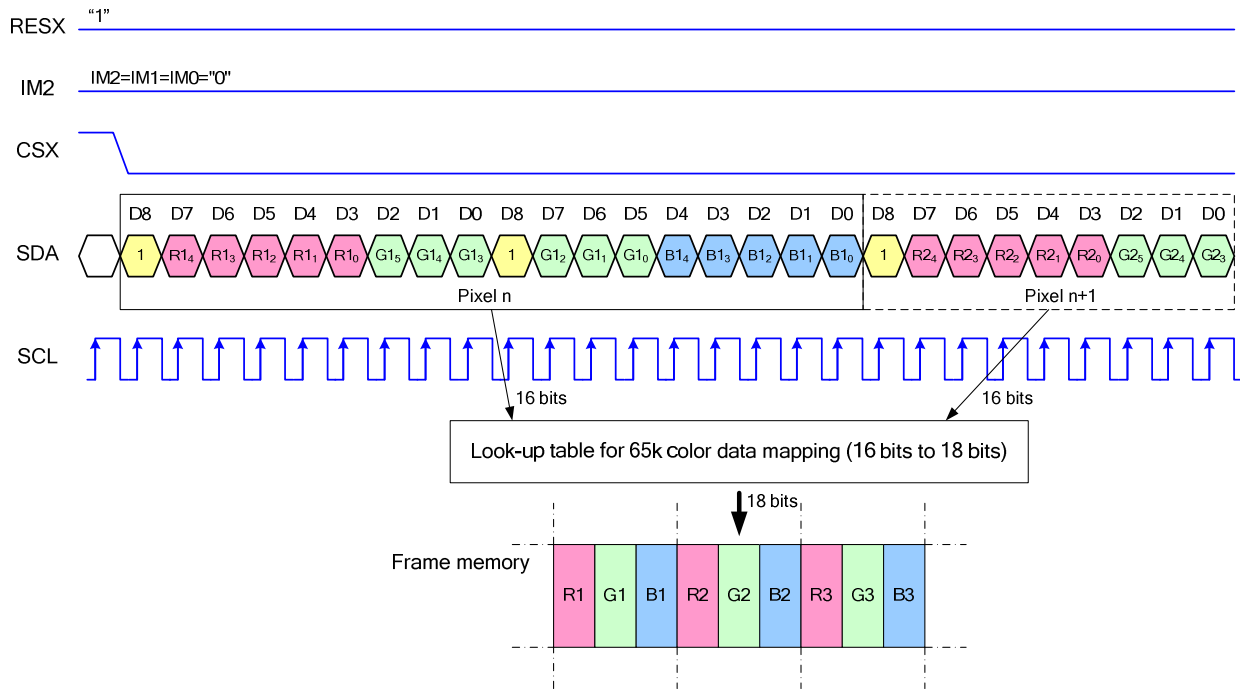 RESX “1”
IM2 IM2=IM1=IM0="0"
CSX
D8 D7 D6 D5 D4 D3 D2 D1 D0 D8 D7 D6 D5 D4 D3 D2 D1 D0 D8 D7 D6 D5 D4 D3 D2 D1 D0
SDA 1 R1₄ R1₃ R1₂ R1₁ R1₀ G1₅ G1₄ G1₃ 1 G1₂ G1₁ G1₀ B1₄ B1₃ B1₂ B1₁ B1₀ 1 R2₄ R2₃ R2₂ R2₁ R2₀ G2₅ G2₄ G2₃
Pixel n Pixel n+1
SCL
16 bits 16 bits
Look-up table for 65k color data mapping (16 bits to 18 bits)
18 bits
Frame memory
R1 G1 B1 R2 G2 B2 R3 G3 B3